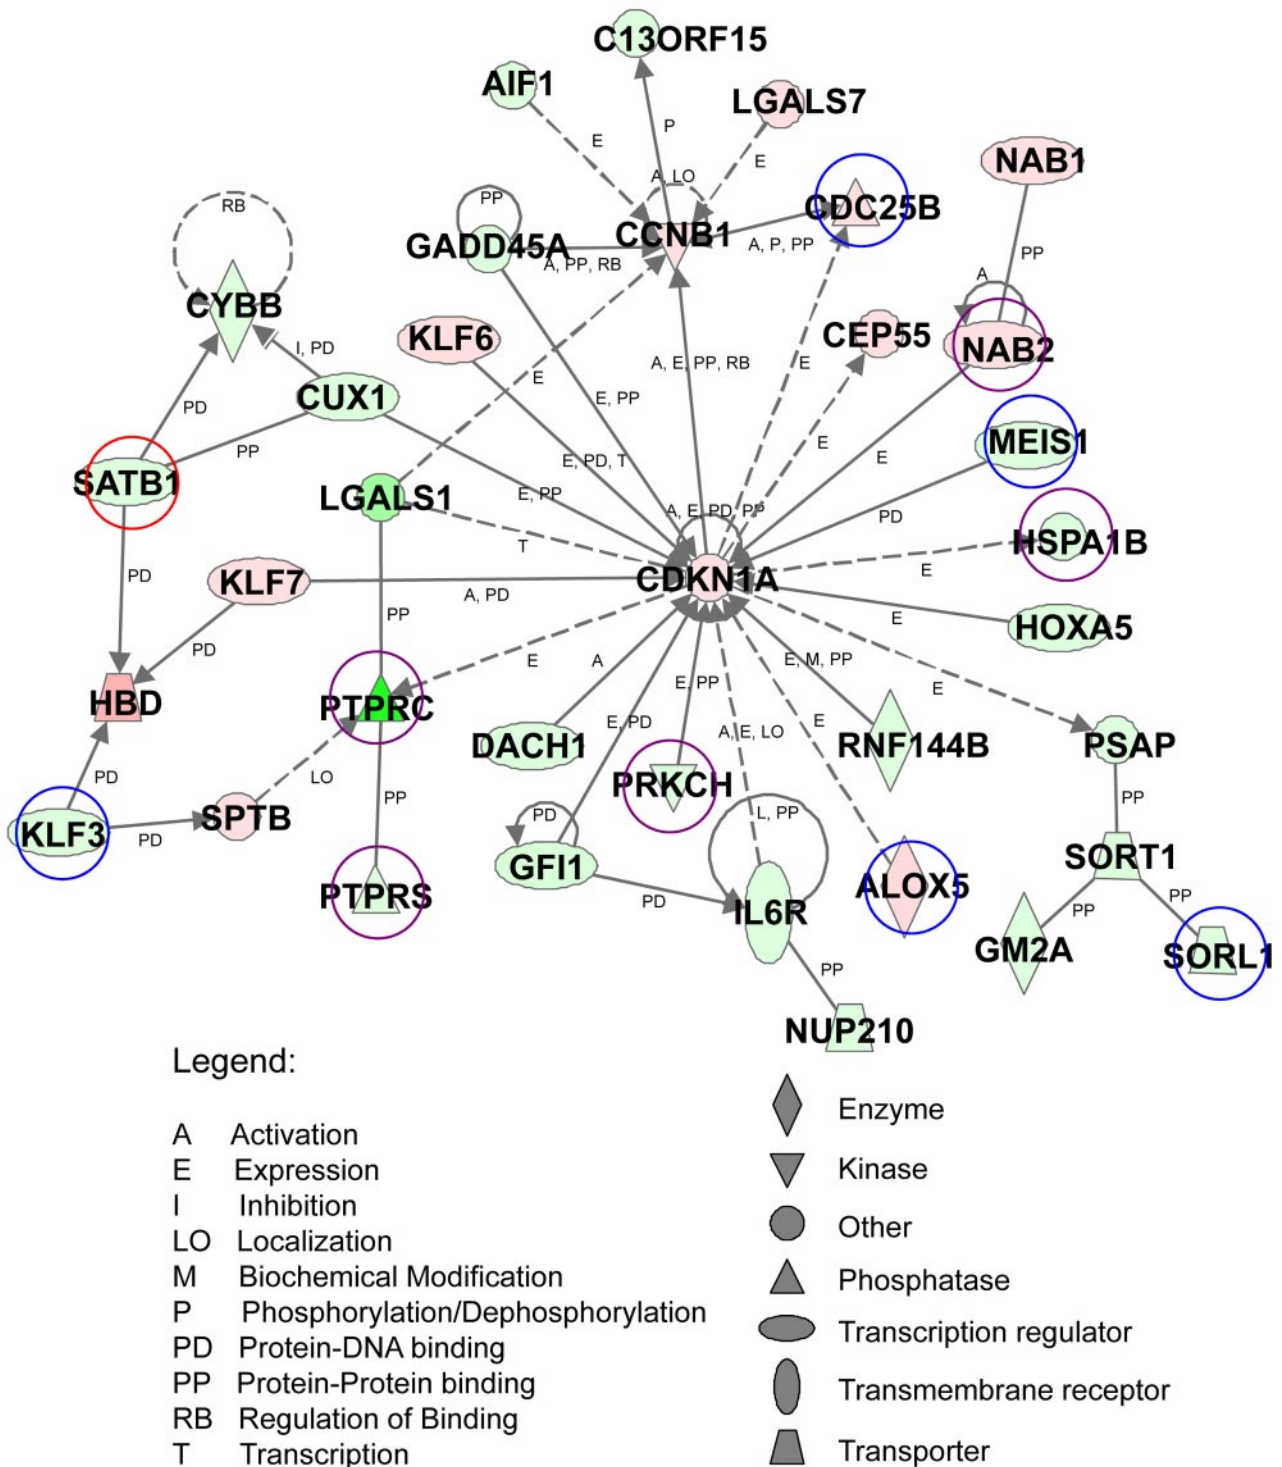 C13ORF15
AIF1
LGALS7
E
P
E
NAB1
RB
PP
A, LO
CDC25B
GADD45A
CCNB1
A, P, PP
PP
A, PP, RB
A
CYBB
KLF6
CEP55
NAB2
I, PD
E
A, E, PP, RB
E
CUX1
E, PP
PD
E
MEIS1
PP
E, PD, T
E
SATB1
LGALS1
E, PP
A, E, PD, PP
PD
T
HSPA1B
PD
KLF7
CDKN1A
E
A, PD
PP
E
HOXA5
PD
E
A
E, M, PP
E, PP
E
HBD
PTPRC
E, PD
A, E, LO
E
DACH1
RNF144B
PSAP
PD
LO
PRKCH
PP
PP
KLF3
SPTB
PD
L, PP
PD
SORT1
GFI1
PTPRS
ALOX5
PP
PP
PD
IL6R
GM2A
SORL1
PP
NUP210
Legend:
A Activation
E Expression
I Inhibition
LO Localization
M Biochemical Modification
P Phosphorylation/Dephosphorylation
PD Protein-DNA binding
PP Protein-Protein binding
RB Regulation of Binding
T Transcription
Enzyme
Kinase
Other
Phosphatase
Transcription regulator
Transmembrane receptor
Transporter